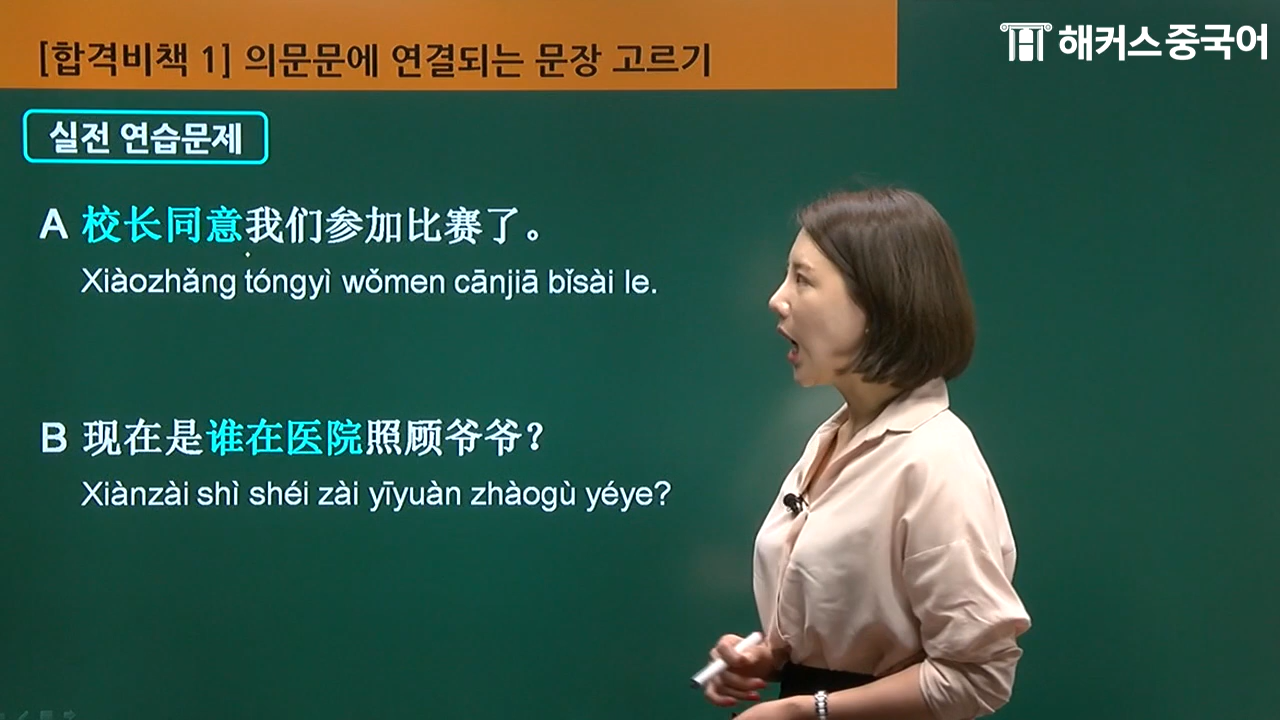 [합격비책 1] 의문문에 연결되는 문장 고르기
해커스중국어
실전 연습문제
A 校长同意我们参加比赛了。
Xiàozhǎng tóngyì wǒmen cānjiā bǐsài le.
B 现在是谁在医院照顾爷爷?
Xiànzài shì shéi zài yīyuàn zhàogù yéye?